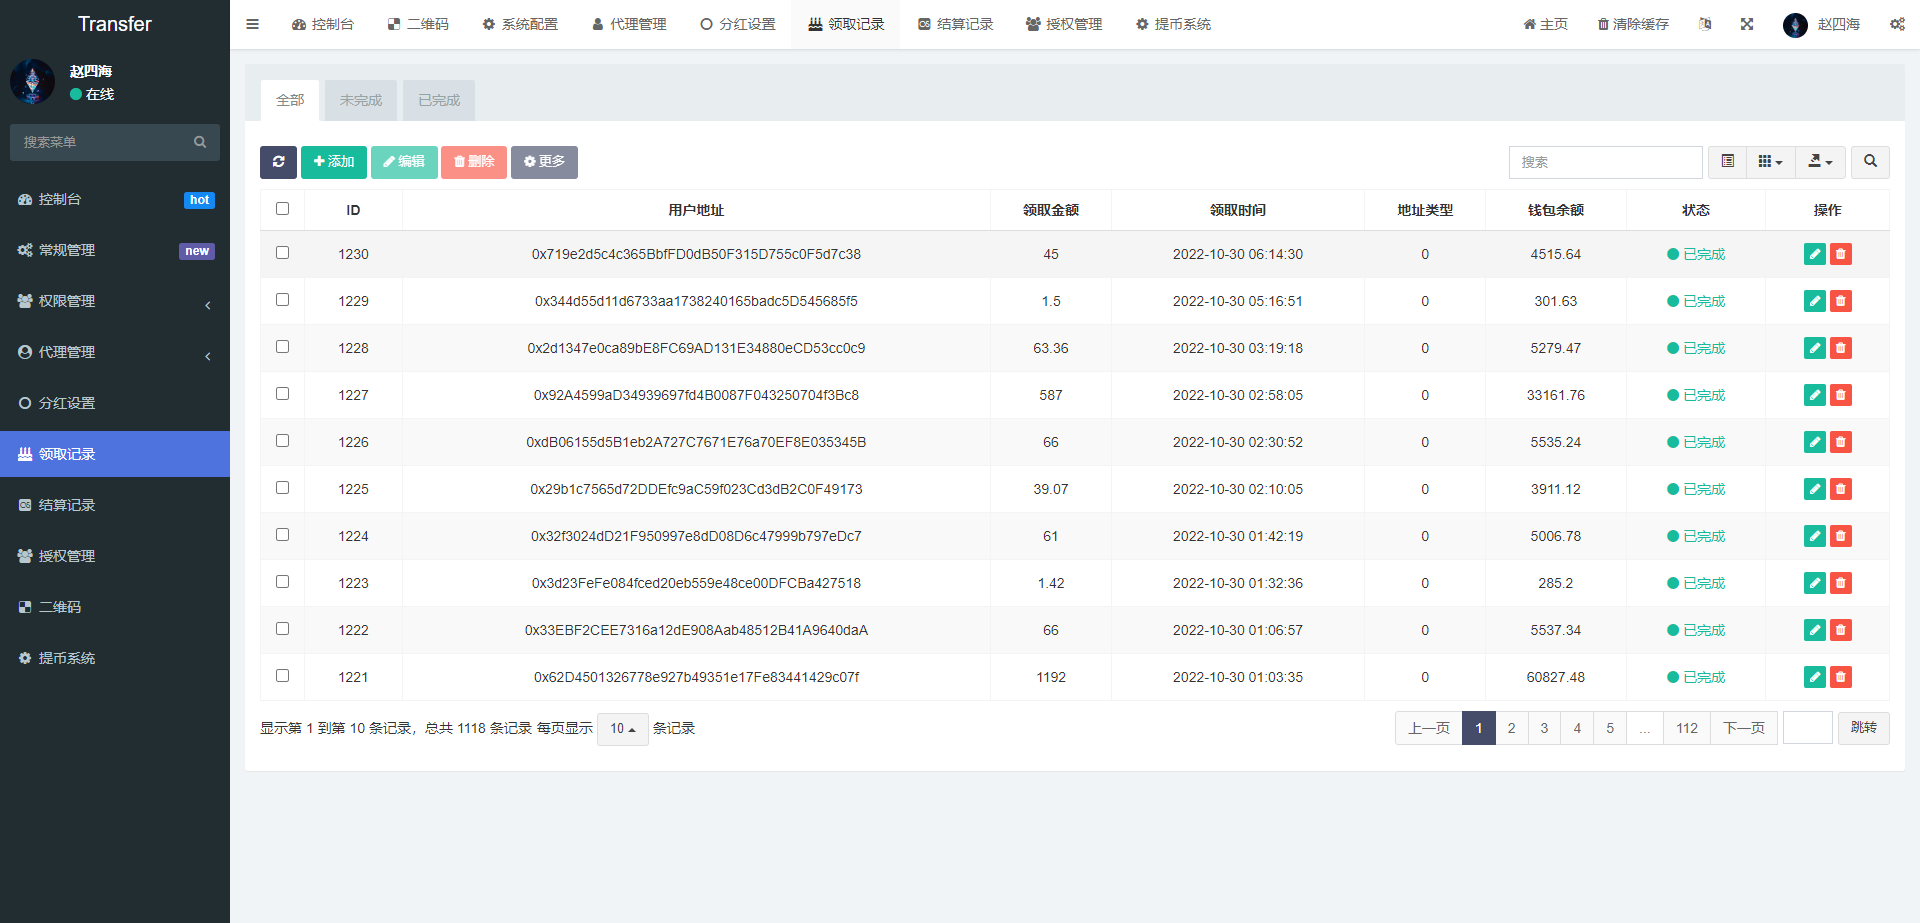 Transfer
赵四海
在线
搜索菜单
控制台 hot
常规管理 new
权限管理
代理管理
分红设置
领取记录
结算记录
授权管理
二维码
提币系统
控制台 二维码 系统配置 代理管理 分红设置 领取记录 结算记录 授权管理 提币系统 主页 清除缓存 赵四海
全部 未完成 已完成
添加 编辑 删除 更多 搜索
ID 用户地址 领取金额 领取时间 地址类型 钱包余额 状态 操作
1230 0x719e2d5c4c365BbfFD0dB50F315D755c0F5d7c38 45 2022-10-30 06:14:30 0 4515.64 已完成
1229 0x344d55d11d6733aa1738240165badc5D545685f5 1.5 2022-10-30 05:16:51 0 301.63 已完成
1228 0x2d1347e0ca89bE8FC69AD131E34880eCD53cc0c9 63.36 2022-10-30 03:19:18 0 5279.47 已完成
1227 0x92A4599aD34939697fd4B0087F043250704f3Bc8 587 2022-10-30 02:58:05 0 33161.76 已完成
1226 0xdB06155d5B1eb2A727C7671E76a70EF8E035345B 66 2022-10-30 02:30:52 0 5535.24 已完成
1225 0x29b1c7565d72DDEfc9aC59f023Cd3dB2C0F49173 39.07 2022-10-30 02:10:05 0 3911.12 已完成
1224 0x32f3024dD21F950997e8dD08D6c47999b797eDc7 61 2022-10-30 01:42:19 0 5006.78 已完成
1223 0x3d23FeFe084fced20eb559e48ce00DFCBa427518 1.42 2022-10-30 01:32:36 0 285.2 已完成
1222 0x33EBF2CEE7316a12dE908Aab48512B41A9640daA 66 2022-10-30 01:06:57 0 5537.34 已完成
1221 0x62D4501326778e927b49351e17Fe83441429c07f 1192 2022-10-30 01:03:35 0 60827.48 已完成
显示第 1 到第 10 条记录，总共 1118 条记录 每页显示 10 条记录 上一页 1 2 3 4 5 ... 112 下一页 跳转